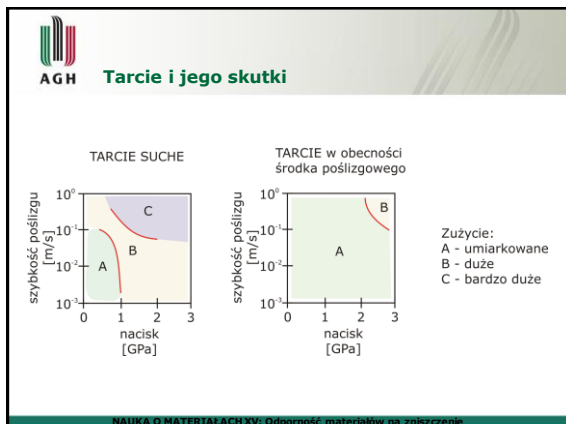 AGH
Tarcie i jego skutki
TARCIE SUCHE
szybkość poślizgu
[m/s]
10⁰
10⁻¹
10⁻²
10⁻³
A
B
C
0 1 2 3
nacisk
[GPa]
TARCIE w obecności
środka poślizgowego
szybkość poślizgu
[m/s]
10⁰
10⁻¹
10⁻²
10⁻³
A
B
0 1 2 3
nacisk
[GPa]
Zużycie:
A - umiarkowane
B - duże
C - bardzo duże
NAUKA O MATERIAŁACH XV: Odporność materiałów na zniszczenie